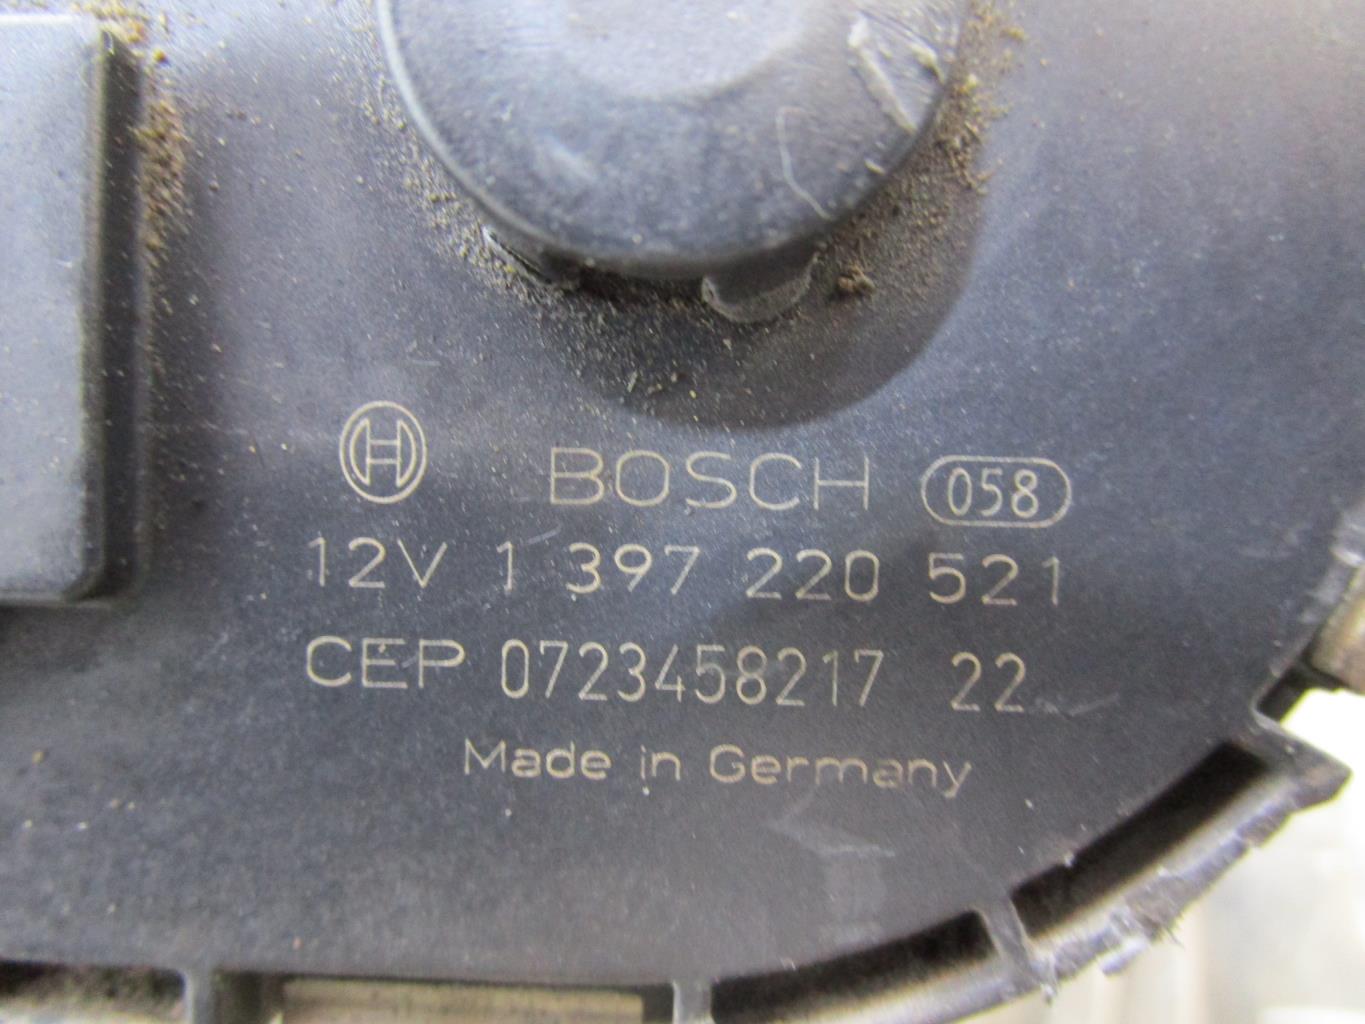 BOSCH 058
12V 1 397 220 521
CEP 0723458217 22
Made in Germany